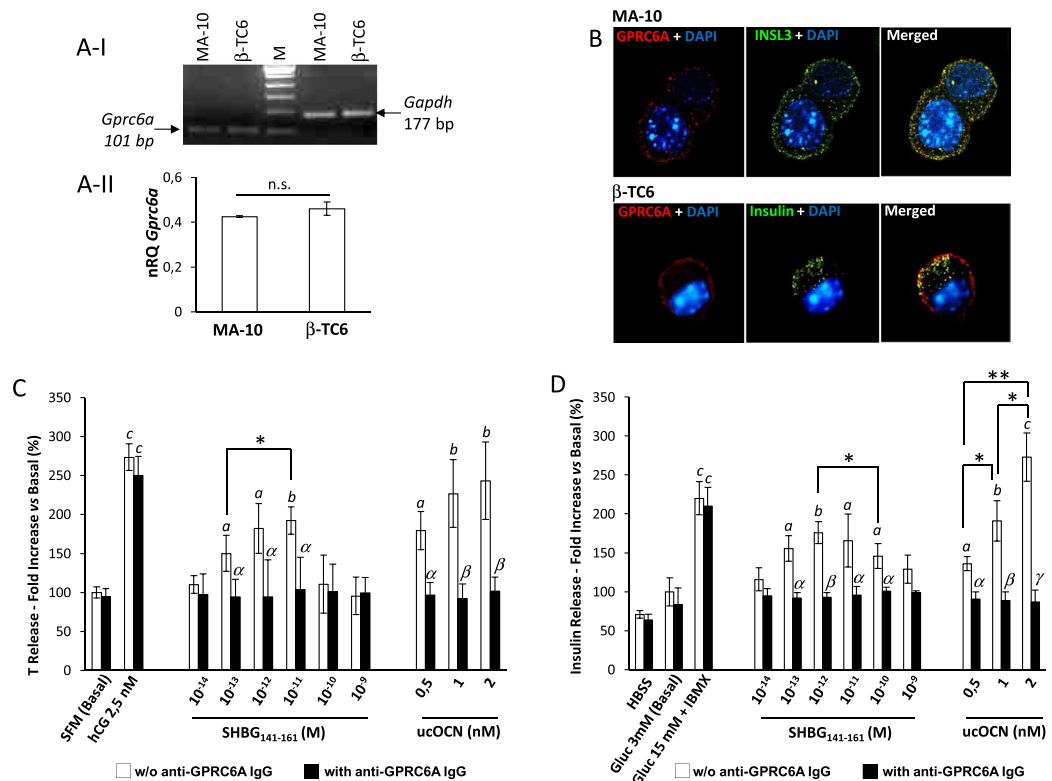 A-I
MA-10
β-TC6
M
MA-10
β-TC6
Gprc6a
101 bp
Gapdh
177 bp
A-II
nRQ Gprc6a
0,6
0,4
0,2
0
n.s.
MA-10
β-TC6
B
MA-10
GPRC6A + DAPI
INSL3 + DAPI
Merged
β-TC6
GPRC6A + DAPI
Insulin + DAPI
Merged
C
T Release - Fold Increase vs Basal (%)
350
300
250
200
150
100
50
0
c c
a a α b α
*
a α b β b β
SFM (Basal)
hCG 2,5 nM
10-14
10-13
10-12
10-11
10-10
10-9
SHBG141-161 (M)
0,5
1
2
ucOCN (nM)
w/o anti-GPRC6A IgG
with anti-GPRC6A IgG
D
Insulin Release - Fold Increase vs Basal (%)
350
300
250
200
150
100
50
0
c c
a α b β a α a α
*
a α b β c γ
*
**
*
HBSS
Gluc 3mM (Basal)
Gluc 15 mM + IBMX
10-14
10-13
10-12
10-11
10-10
10-9
SHBG141-161 (M)
0,5
1
2
ucOCN (nM)
w/o anti-GPRC6A IgG
with anti-GPRC6A IgG